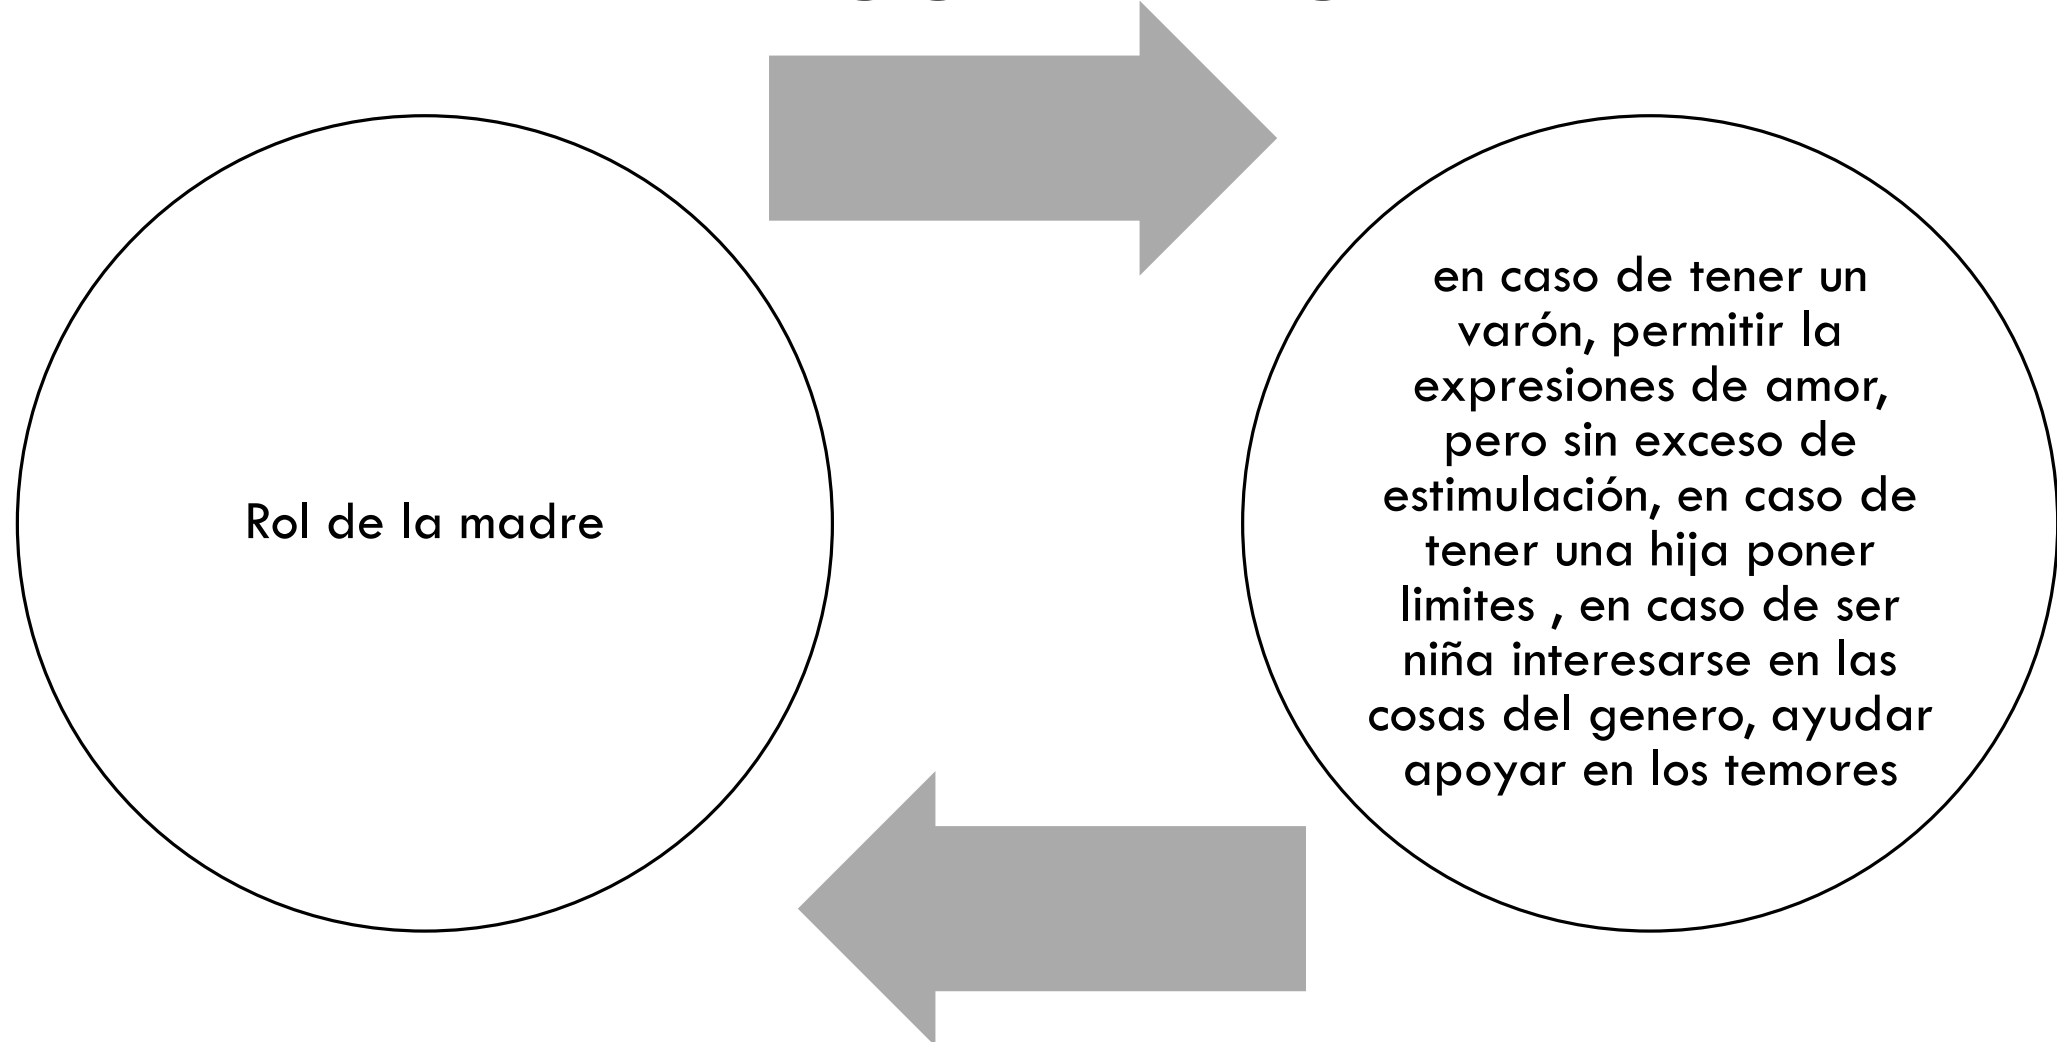 Rol de la madre
en caso de tener un
varón, permitir la
expresiones de amor,
pero sin exceso de
estimulación, en caso de
tener una hija poner
limites , en caso de ser
niña interesarse en las
cosas del genero, ayudar
apoyar en los temores